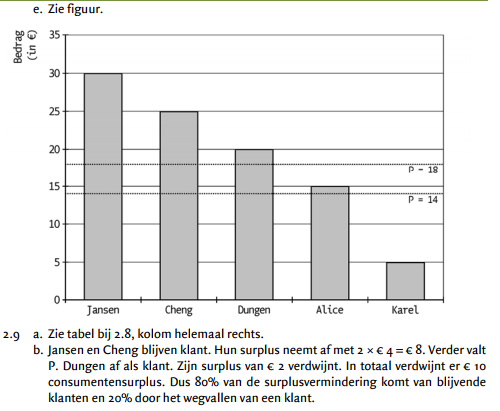 e. Zie figuur.
Bedrag
(in €)
35
30
25
20
15
10
5
0
P - 18
P = 14
Jansen Cheng Dungen Alice Karel
2.9 a. Zie tabel bij 2.8, kolom helemaal rechts.
b. Jansen en Cheng blijven klant. Hun surplus neemt af met 2 × € 4 = € 8. Verder valt
P. Dungen af als klant. Zijn surplus van € 2 verdwijnt. In totaal verdwijnt er € 10
consumentensurplus. Dus 80% van de surplusvermindering komt van blijvende
klanten en 20% door het wegvallen van een klant.